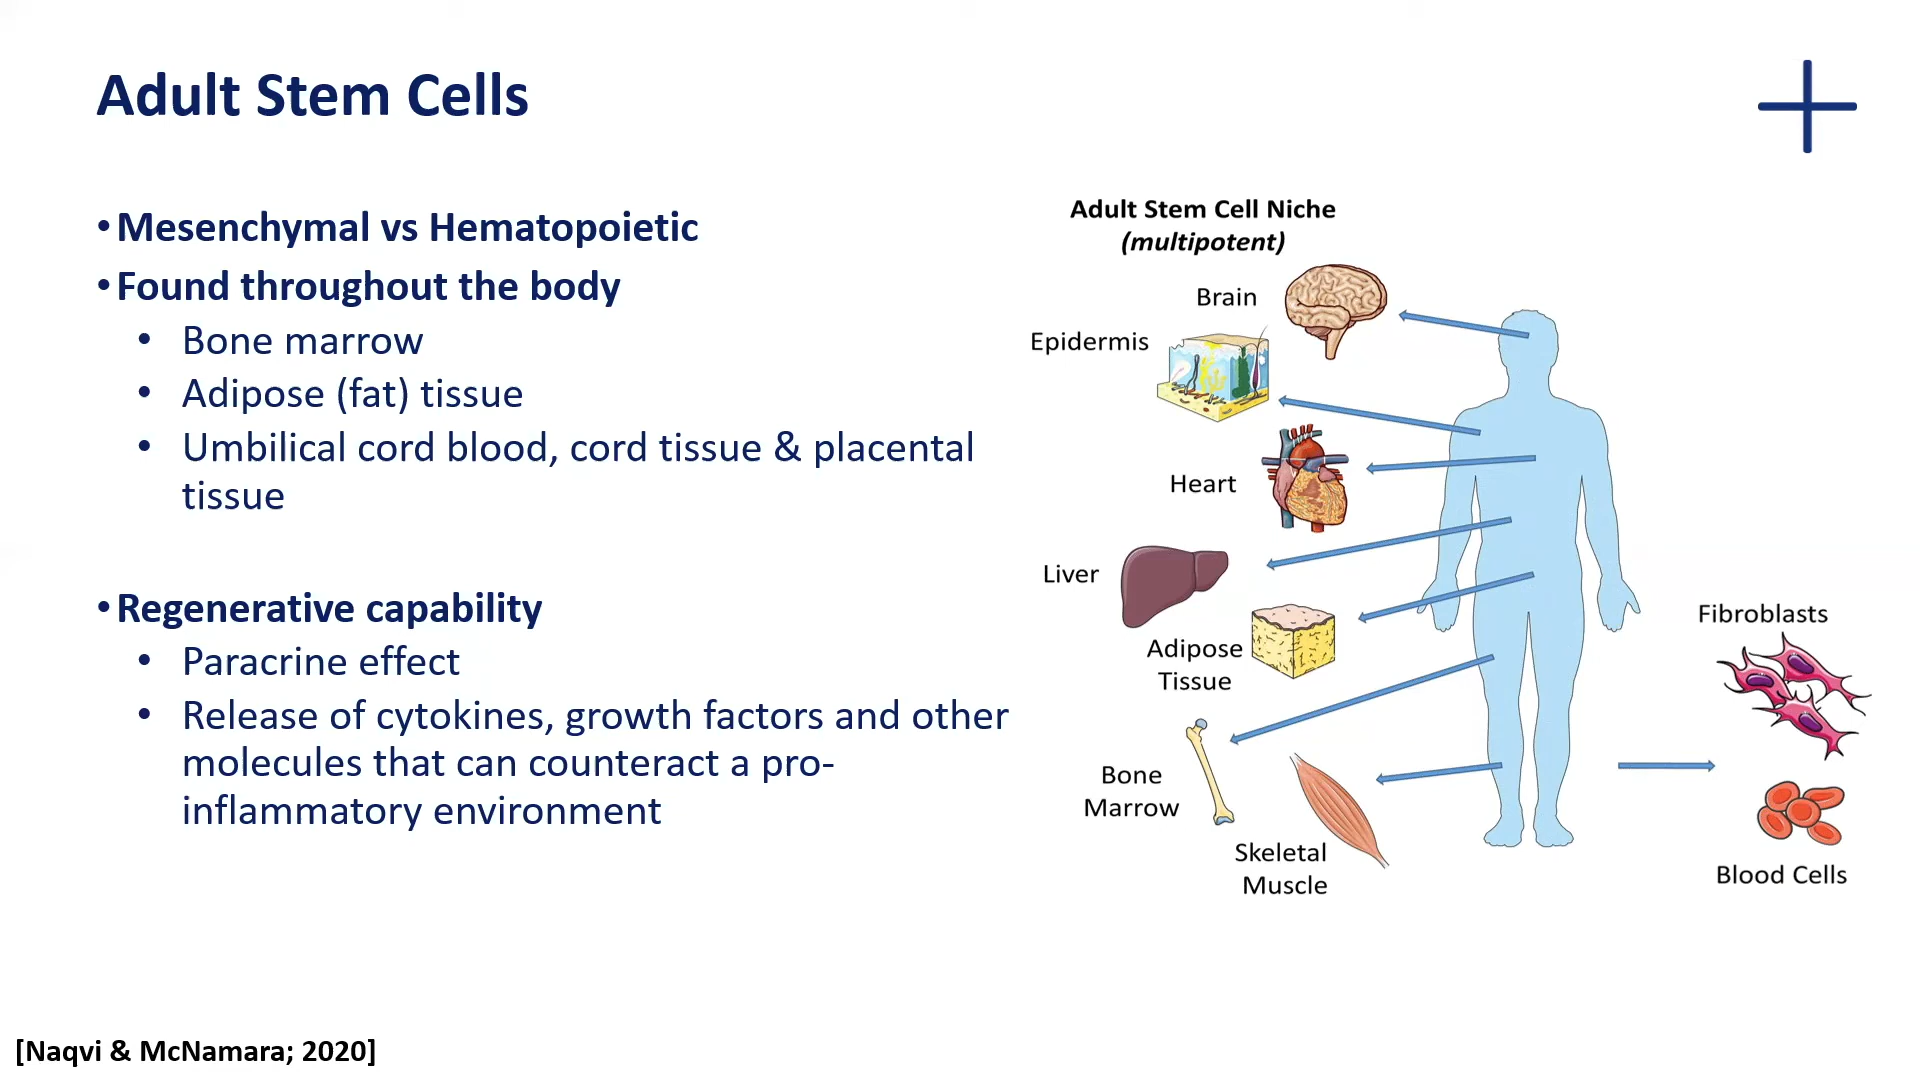 Adult Stem Cells
•Mesenchymal vs Hematopoietic
•Found throughout the body
• Bone marrow
• Adipose (fat) tissue
• Umbilical cord blood, cord tissue & placental
tissue
•Regenerative capability
• Paracrine effect
• Release of cytokines, growth factors and other
molecules that can counteract a pro-
inflammatory environment
Adult Stem Cell Niche
(multipotent)
Brain
Epidermis
Heart
Liver
Adipose
Tissue
Bone
Marrow
Skeletal
Muscle
Fibroblasts
Blood Cells
[Naqvi & McNamara; 2020]